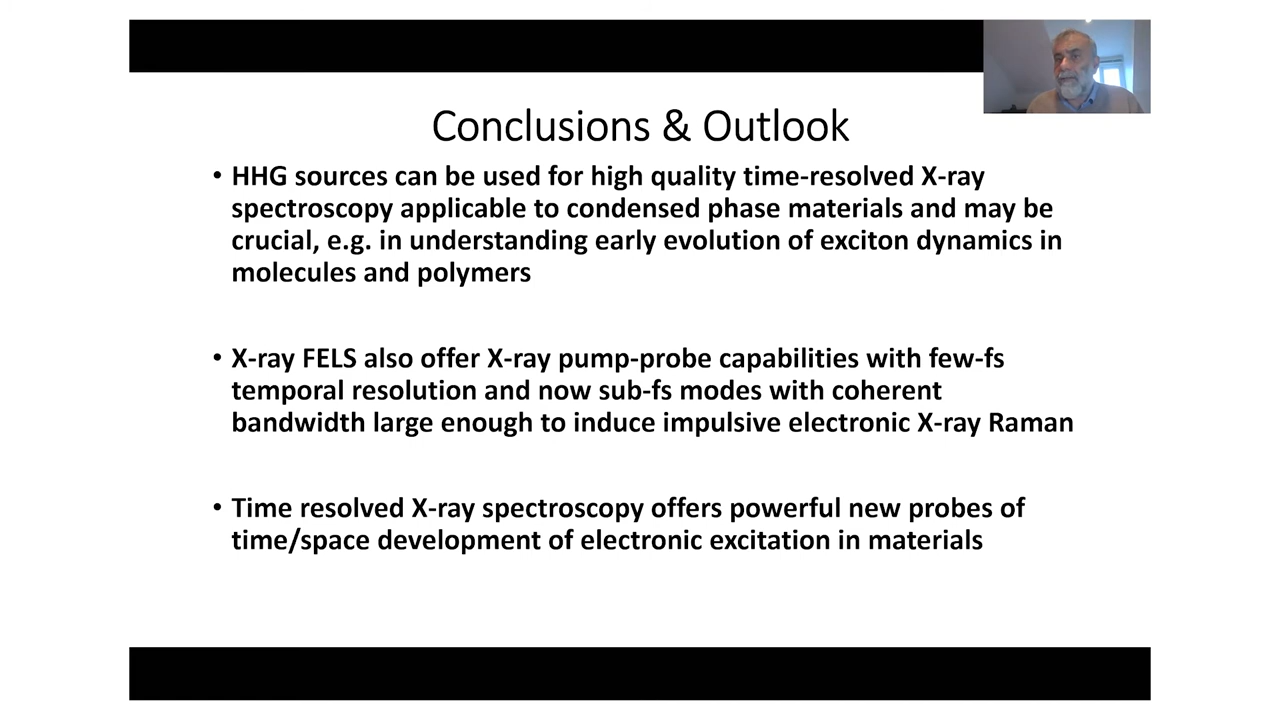 Conclusions & Outlook
• HHG sources can be used for high quality time-resolved X-ray
spectroscopy applicable to condensed phase materials and may be
crucial, e.g. in understanding early evolution of exciton dynamics in
molecules and polymers
• X-ray FELS also offer X-ray pump-probe capabilities with few-fs
temporal resolution and now sub-fs modes with coherent
bandwidth large enough to induce impulsive electronic X-ray Raman
• Time resolved X-ray spectroscopy offers powerful new probes of
time/space development of electronic excitation in materials